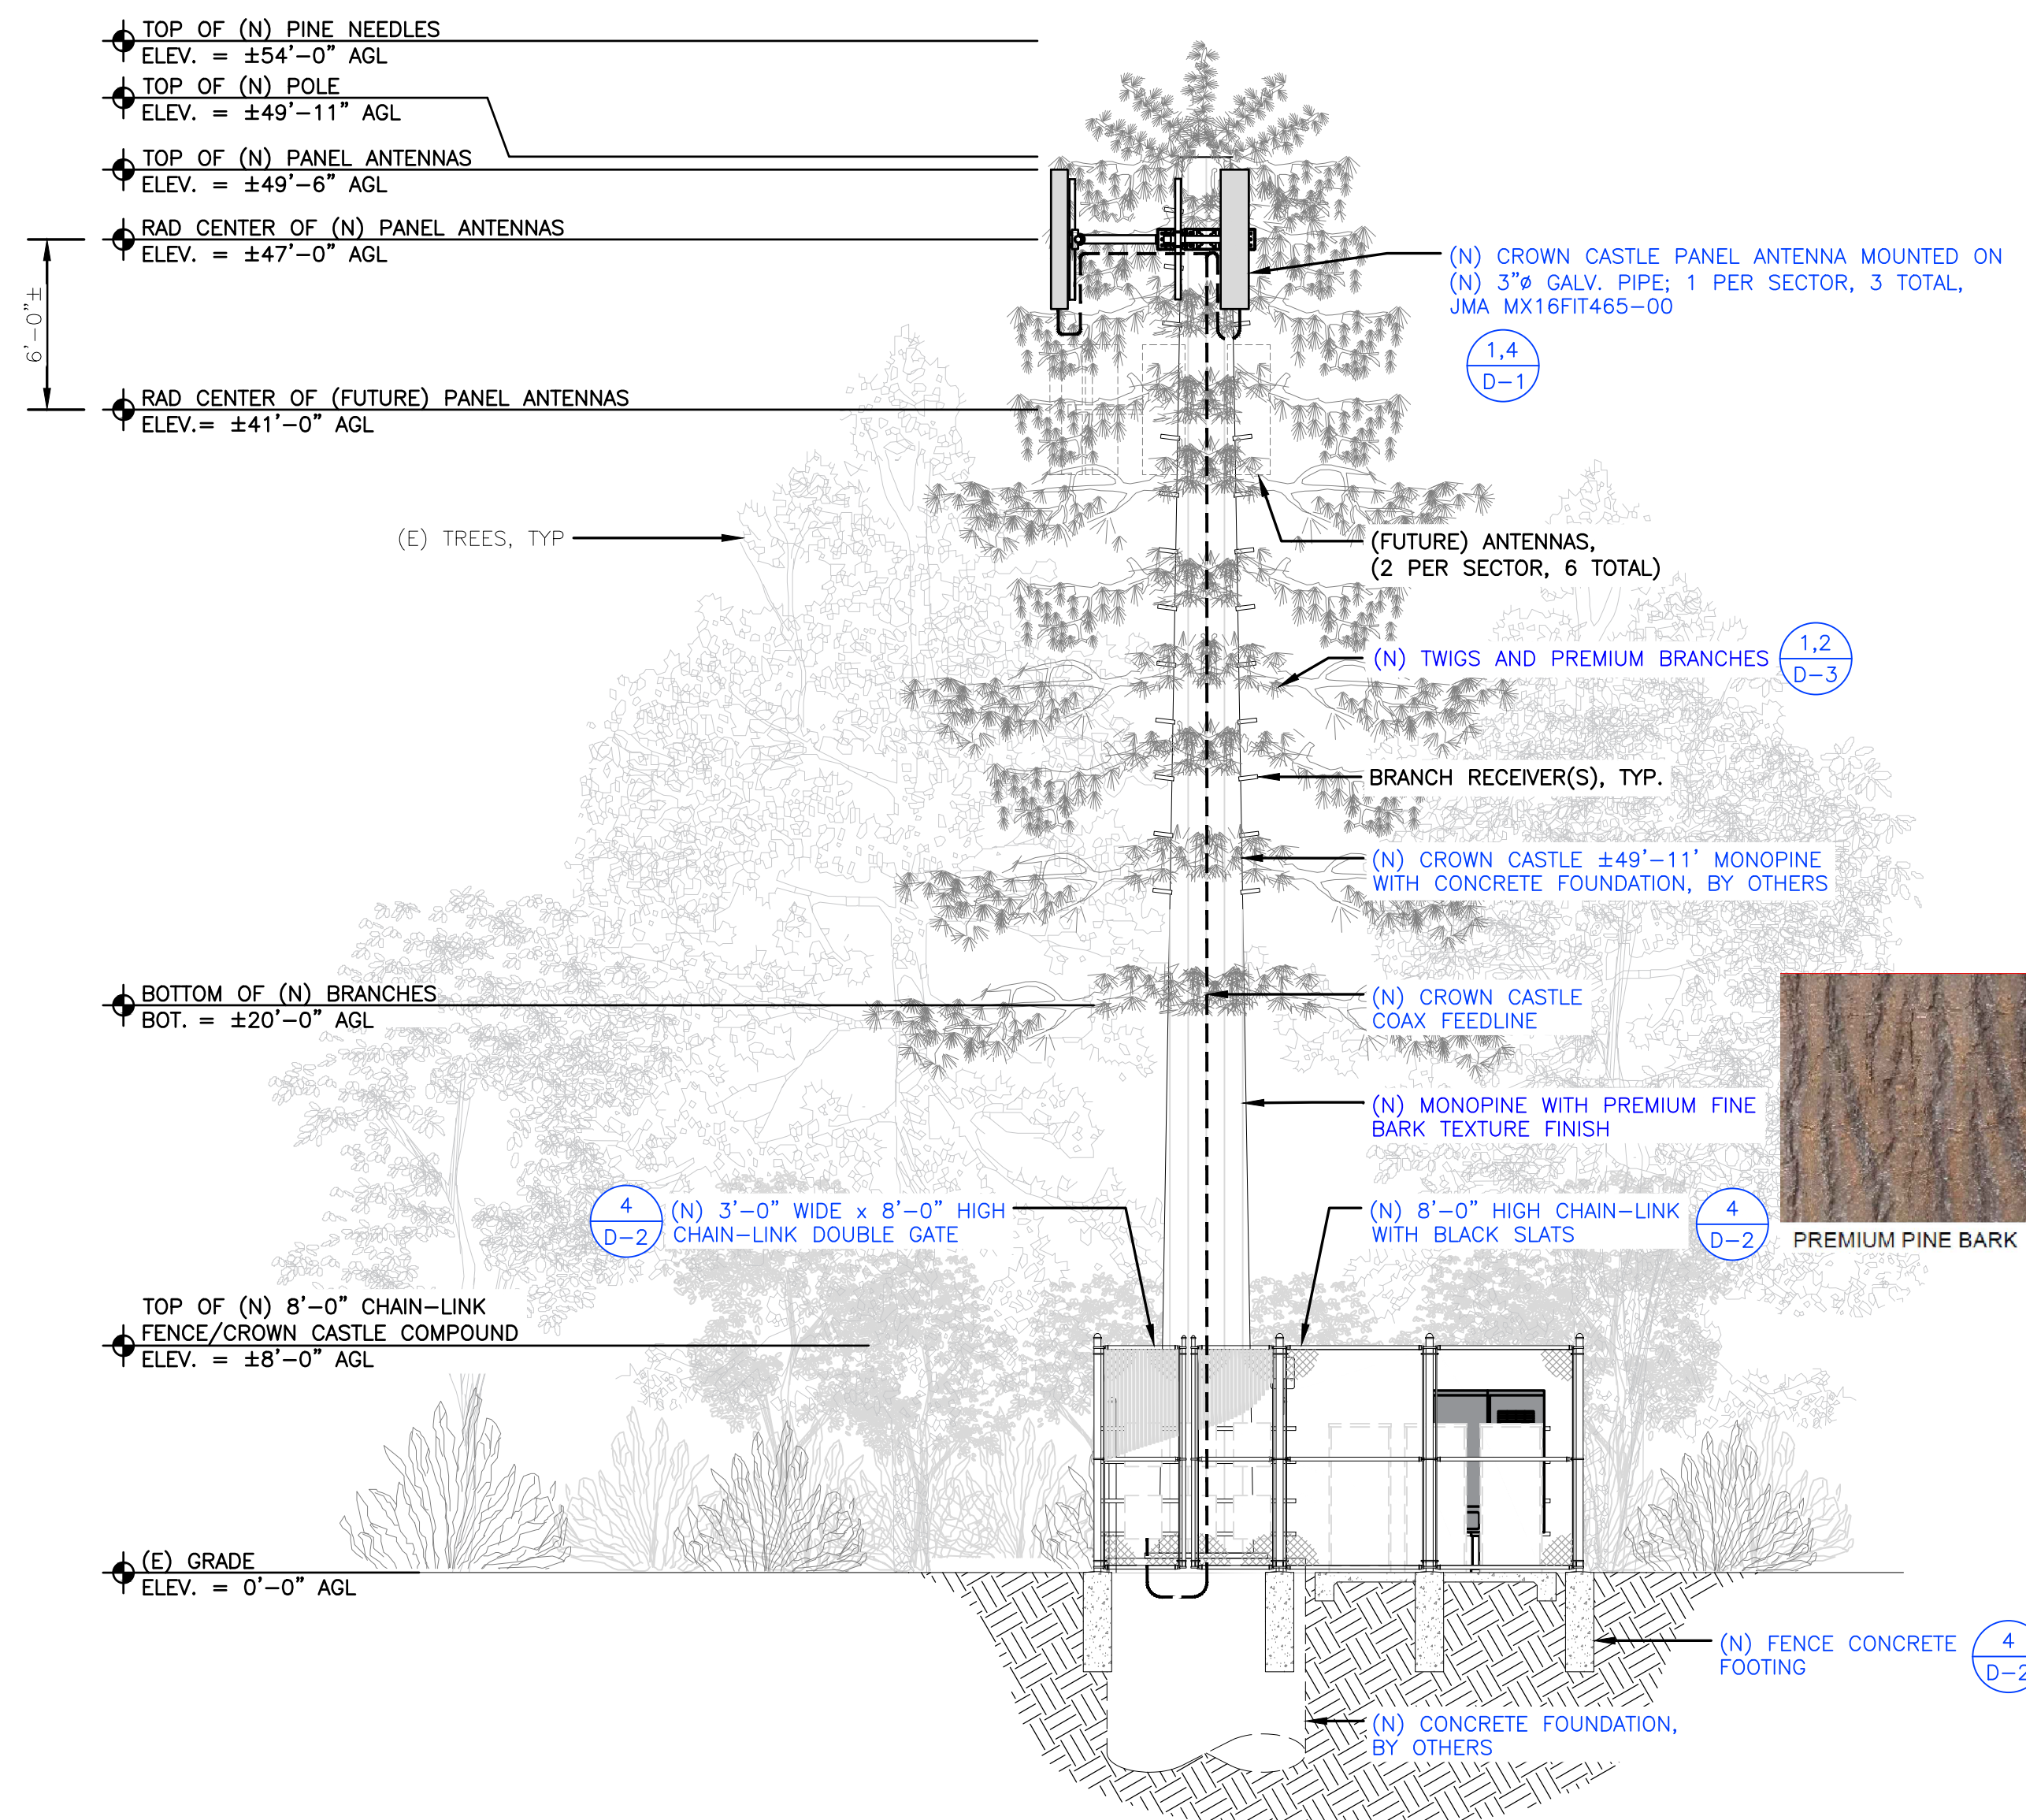 TOP OF (N) PINE NEEDLES
ELEV. = ±54'-0" AGL
TOP OF (N) POLE
ELEV. = ±49'-11" AGL
TOP OF (N) PANEL ANTENNAS
ELEV. = ±49'-6" AGL
RAD CENTER OF (N) PANEL ANTENNAS
ELEV. = ±47'-0" AGL
6'-0"±
RAD CENTER OF (FUTURE) PANEL ANTENNAS
ELEV.= ±41'-0" AGL
(N) CROWN CASTLE PANEL ANTENNA MOUNTED ON
(N) 3"ø GALV. PIPE; 1 PER SECTOR, 3 TOTAL,
JMA MX16FIT465-00
1,4
D-1
(E) TREES, TYP
(FUTURE) ANTENNAS,
(2 PER SECTOR, 6 TOTAL)
(N) TWIGS AND PREMIUM BRANCHES
1,2
D-3
BRANCH RECEIVER(S), TYP.
(N) CROWN CASTLE ±49'-11' MONOPINE
WITH CONCRETE FOUNDATION, BY OTHERS
BOTTOM OF (N) BRANCHES
BOT. = ±20'-0" AGL
(N) CROWN CASTLE
COAX FEEDLINE
(N) MONOPINE WITH PREMIUM FINE
BARK TEXTURE FINISH
PREMIUM PINE BARK
4
D-2
(N) 3'-0" WIDE x 8'-0" HIGH
CHAIN-LINK DOUBLE GATE
(N) 8'-0" HIGH CHAIN-LINK
WITH BLACK SLATS
4
D-2
TOP OF (N) 8'-0" CHAIN-LINK
FENCE/CROWN CASTLE COMPOUND
ELEV. = ±8'-0" AGL
(E) GRADE
ELEV. = 0'-0" AGL
(N) FENCE CONCRETE
FOOTING
4
D-2
(N) CONCRETE FOUNDATION,
BY OTHERS